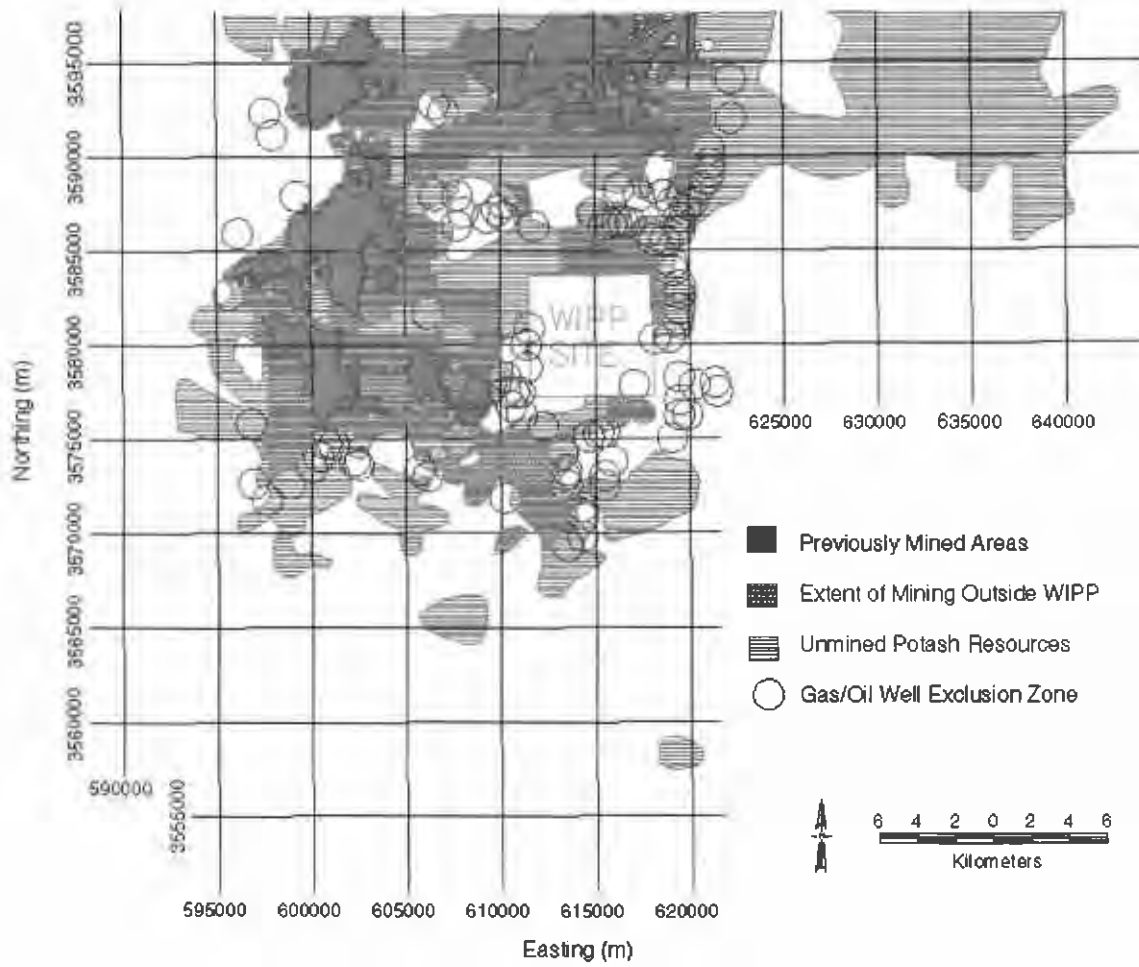 3595000
3590000
3585000
3580000
3575000
3570000
3565000
3560000
3555000
Northing (m)
WIPP
SITE
625000 630000 635000 640000
Previously Mined Areas
Extent of Mining Outside WIPP
Unmined Potash Resources
Gas/Oil Well Exclusion Zone
590000
6 4 2 0 2 4 6
Kilometers
595000 600000 605000 610000 615000 620000
Easting (m)